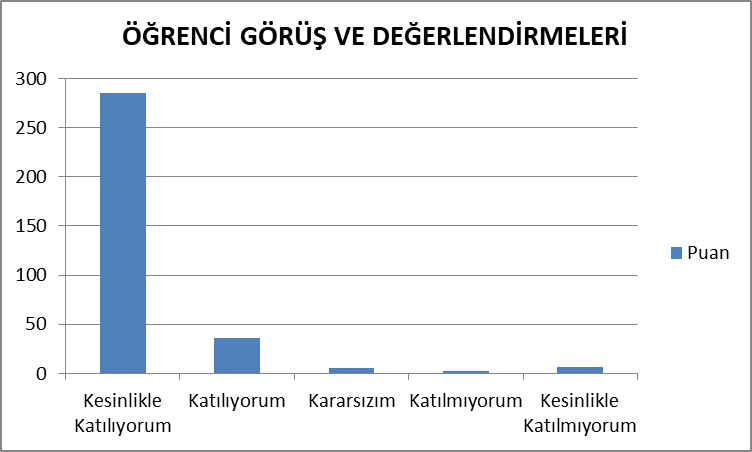 ÖĞRENCİ GÖRÜŞ VE DEĞERLENDİRMELERİ
300
250
200
150
100
50
0
Kesinlikle
Katılıyorum
Katılıyorum
Kararsızım
Katılmıyorum
Kesinlikle
Katılmıyorum
Puan